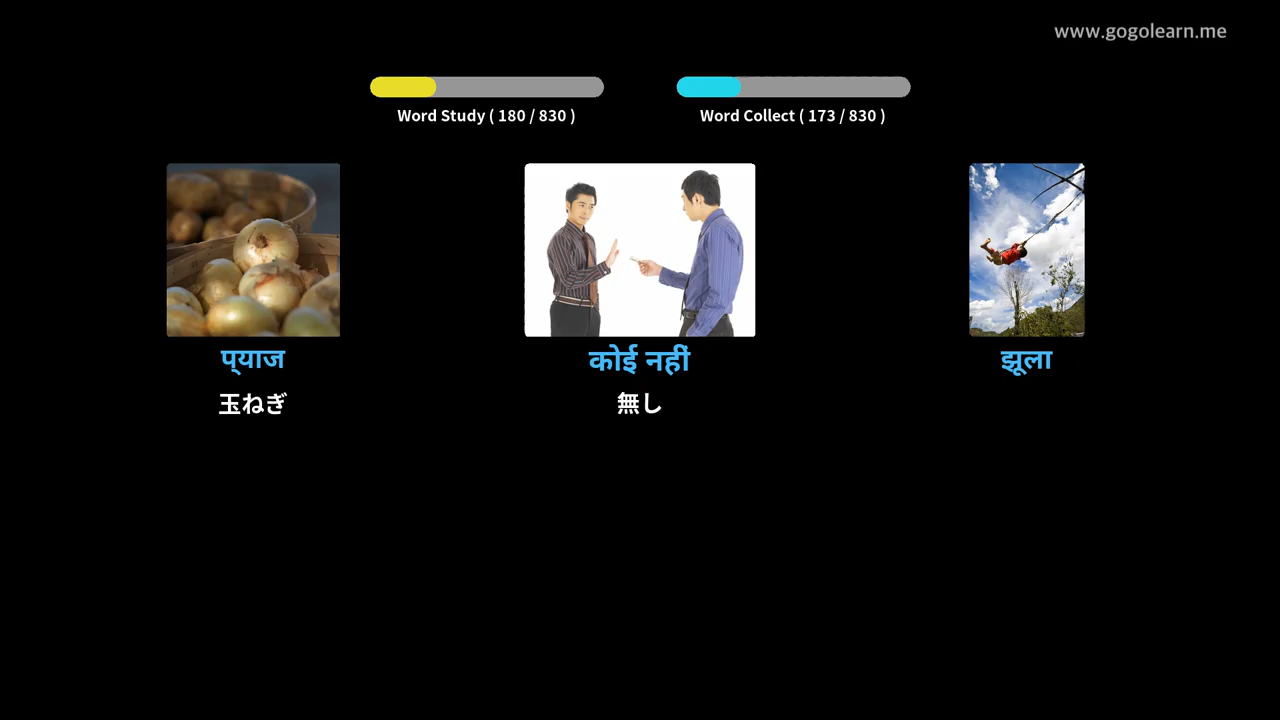 www.gogolearn.me
Word Study ( 180 / 830 )
Word Collect ( 173 / 830 )
प्याज
कोई नहीं
झूला
玉ねぎ
無し